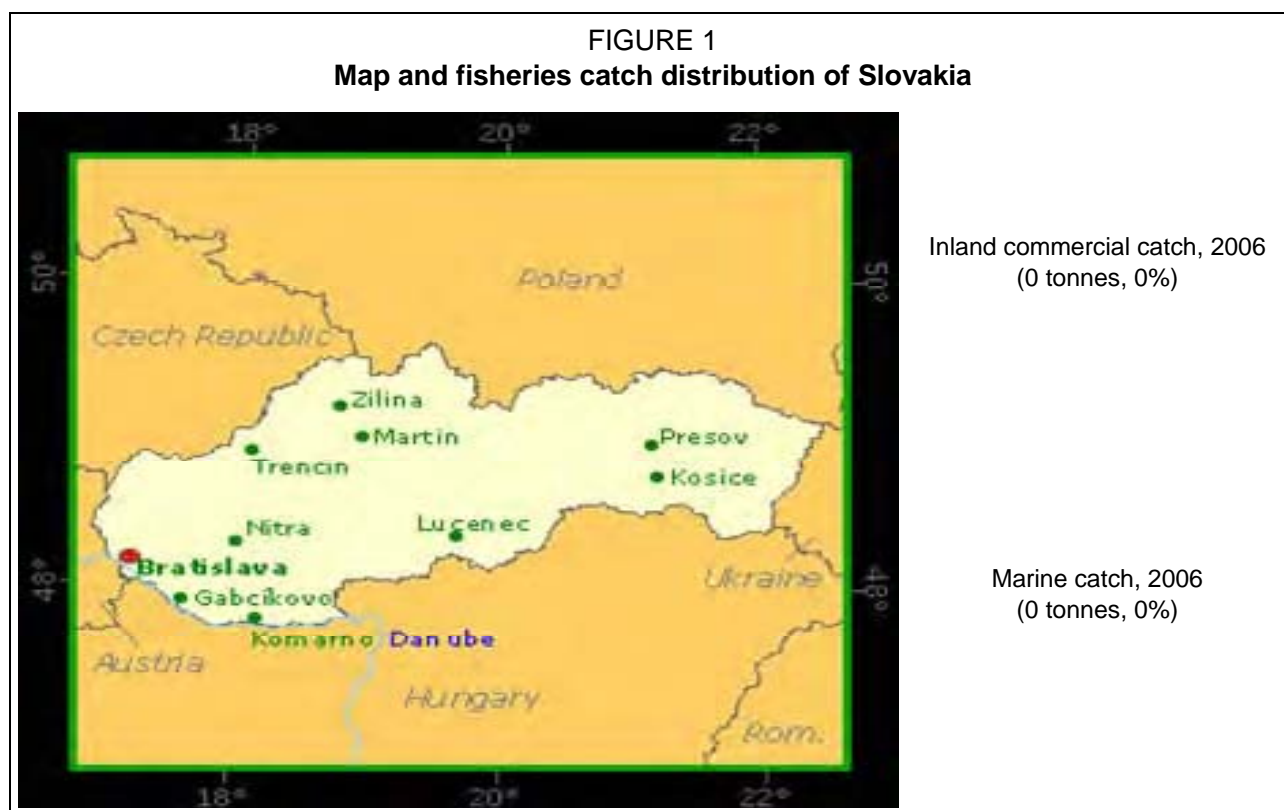 FIGURE 1
Map and fisheries catch distribution of Slovakia
18° 20° 22°
50° 50°
Poland
Czech Republic
Zilina
Martin
Trencin
Presov
Kosice
Nitra
Lucenec
Bratislava
48° 48°
Ukraine
Gabcikovo
Komarno Danube
Austria
Hungary
Rom.
18° 20° 22°
Inland commercial catch, 2006
(0 tonnes, 0%)
Marine catch, 2006
(0 tonnes, 0%)